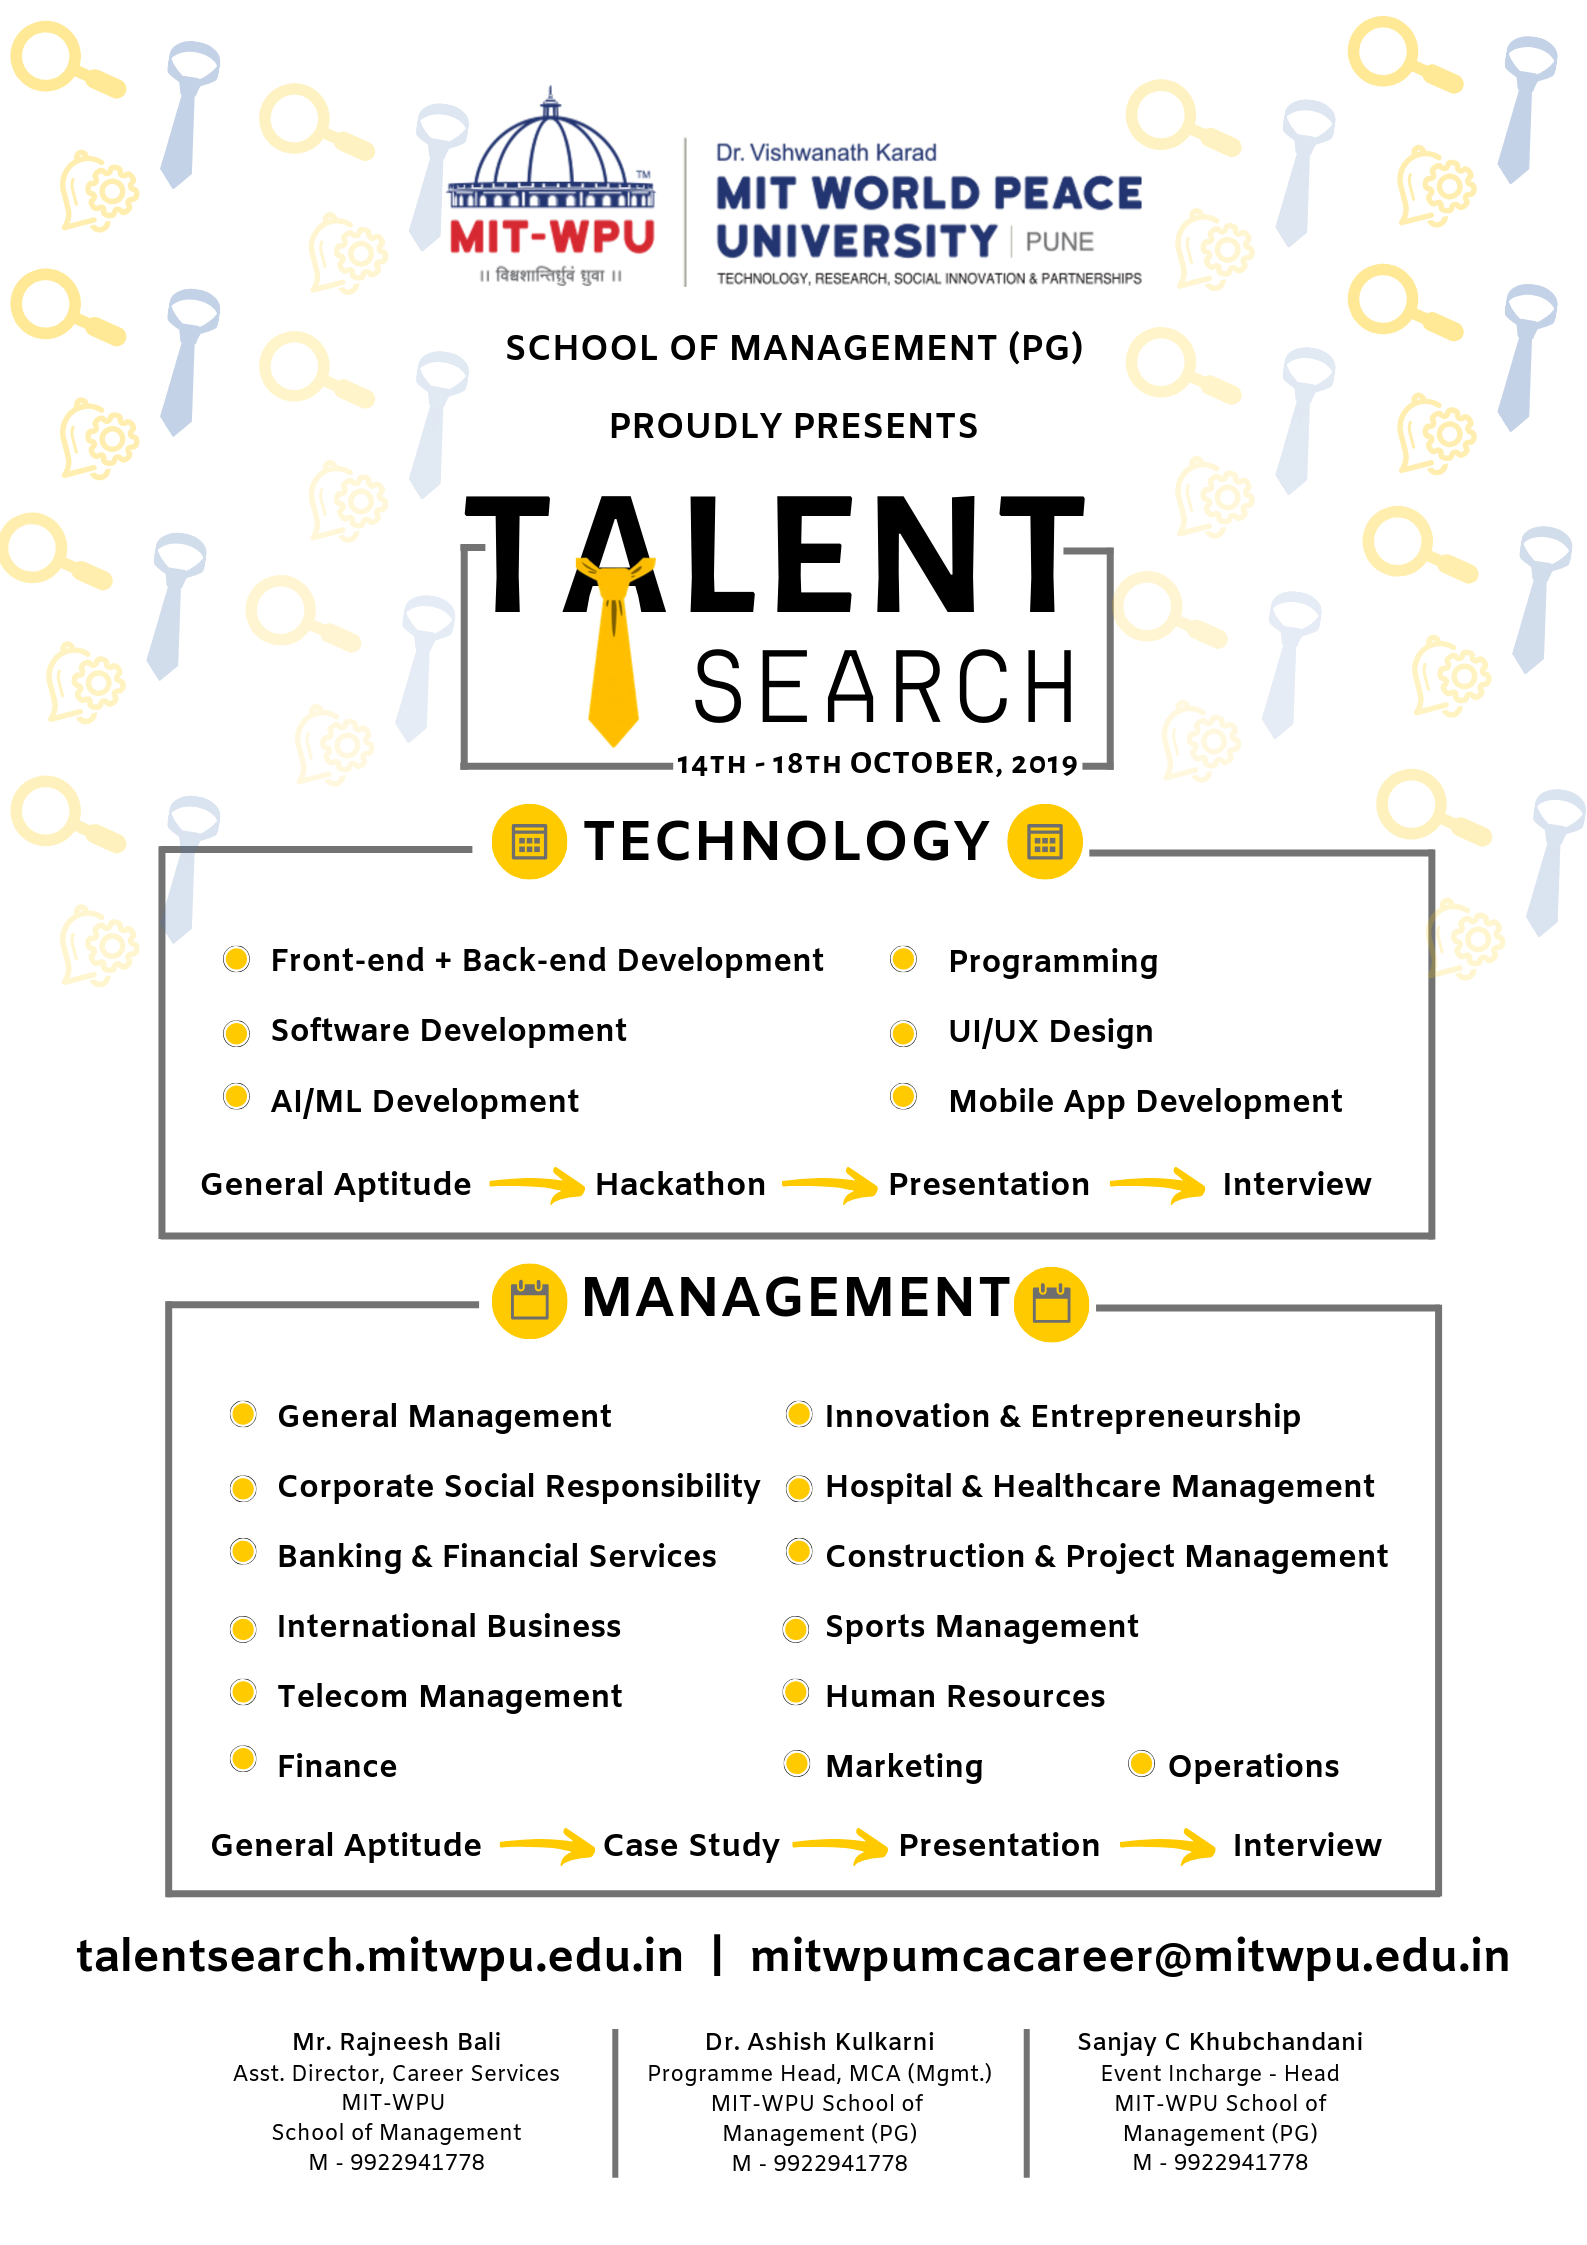 Dr. Vishwanath Karad
MIT WORLD PEACE
UNIVERSITY | PUNE
TECHNOLOGY, RESEARCH, SOCIAL INNOVATION & PARTNERSHIPS
TM
MIT-WPU
।। विश्वशान्तिर्ध्रुवं ध्रुवा ।।
SCHOOL OF MANAGEMENT (PG)
PROUDLY PRESENTS
TALENT
SEARCH
14TH - 18TH OCTOBER, 2019
TECHNOLOGY
Front-end + Back-end Development
Programming
Software Development
UI/UX Design
AI/ML Development
Mobile App Development
General Aptitude Hackathon Presentation Interview
MANAGEMENT
General Management
Innovation & Entrepreneurship
Corporate Social Responsibility
Hospital & Healthcare Management
Banking & Financial Services
Construction & Project Management
International Business
Sports Management
Telecom Management
Human Resources
Finance
Marketing
Operations
General Aptitude Case Study Presentation Interview
talentsearch.mitwpu.edu.in | mitwpumcacareer@mitwpu.edu.in
Mr. Rajneesh Bali
Asst. Director, Career Services
MIT-WPU
School of Management
M - 9922941778
Dr. Ashish Kulkarni
Programme Head, MCA (Mgmt.)
MIT-WPU School of
Management (PG)
M - 9922941778
Sanjay C Khubchandani
Event Incharge - Head
MIT-WPU School of
Management (PG)
M - 9922941778